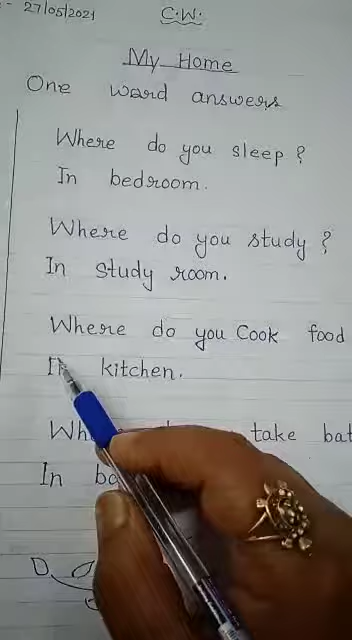 27/05/2021 C.W.
My Home
One word answers
Where do you sleep?
In bedroom.
Where do you study?
In study room.
Where do you Cook food
In kitchen.
take
In